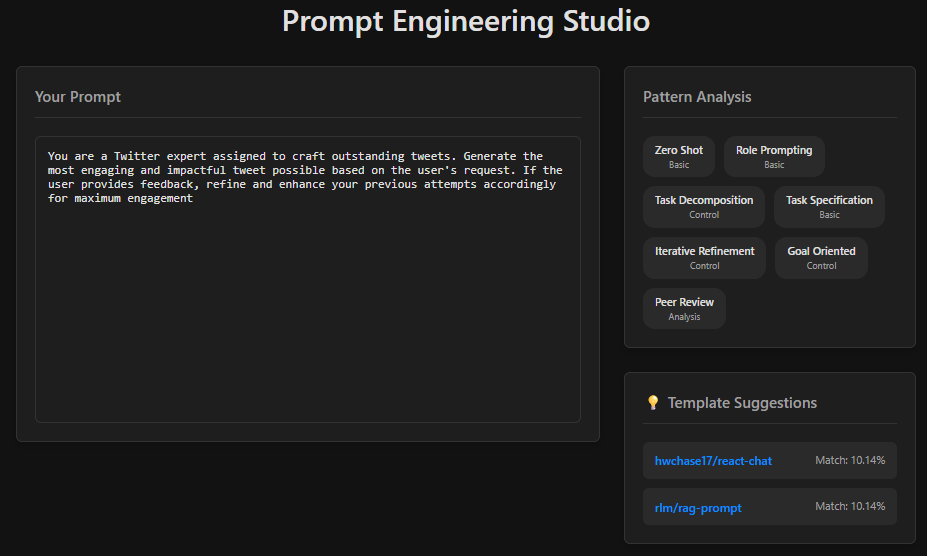 Prompt Engineering Studio
Your Prompt
You are a Twitter expert assigned to craft outstanding tweets. Generate the
most engaging and impactful tweet possible based on the user's request. If the
user provides feedback, refine and enhance your previous attempts accordingly
for maximum engagement
Pattern Analysis
Zero Shot
Basic
Role Prompting
Basic
Task Decomposition
Control
Task Specification
Basic
Iterative Refinement
Control
Goal Oriented
Control
Peer Review
Analysis
Template Suggestions
hwchase17/react-chat Match: 10.14%
rlm/rag-prompt Match: 10.14%